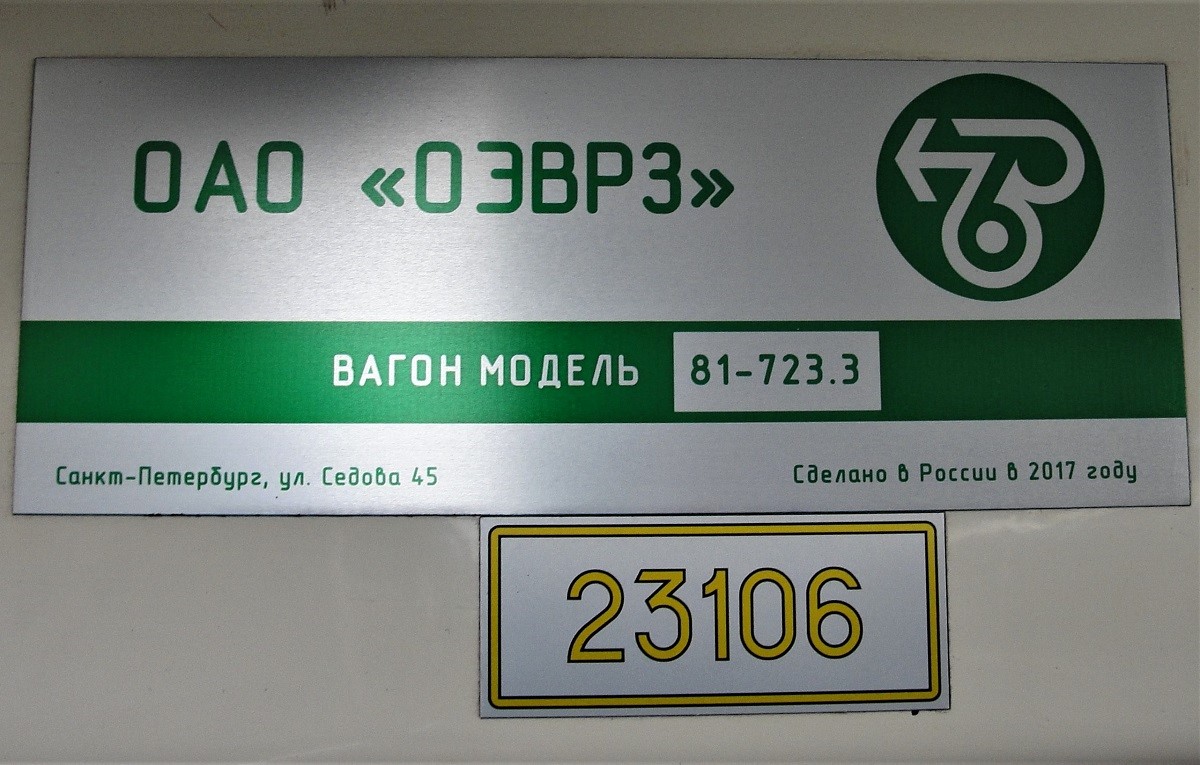 ОАО «ОЭВРЗ»
ВАГОН МОДЕЛЬ 81-723.3
Санкт-Петербург, ул. Седова 45
Сделано в России в 2017 году
23106